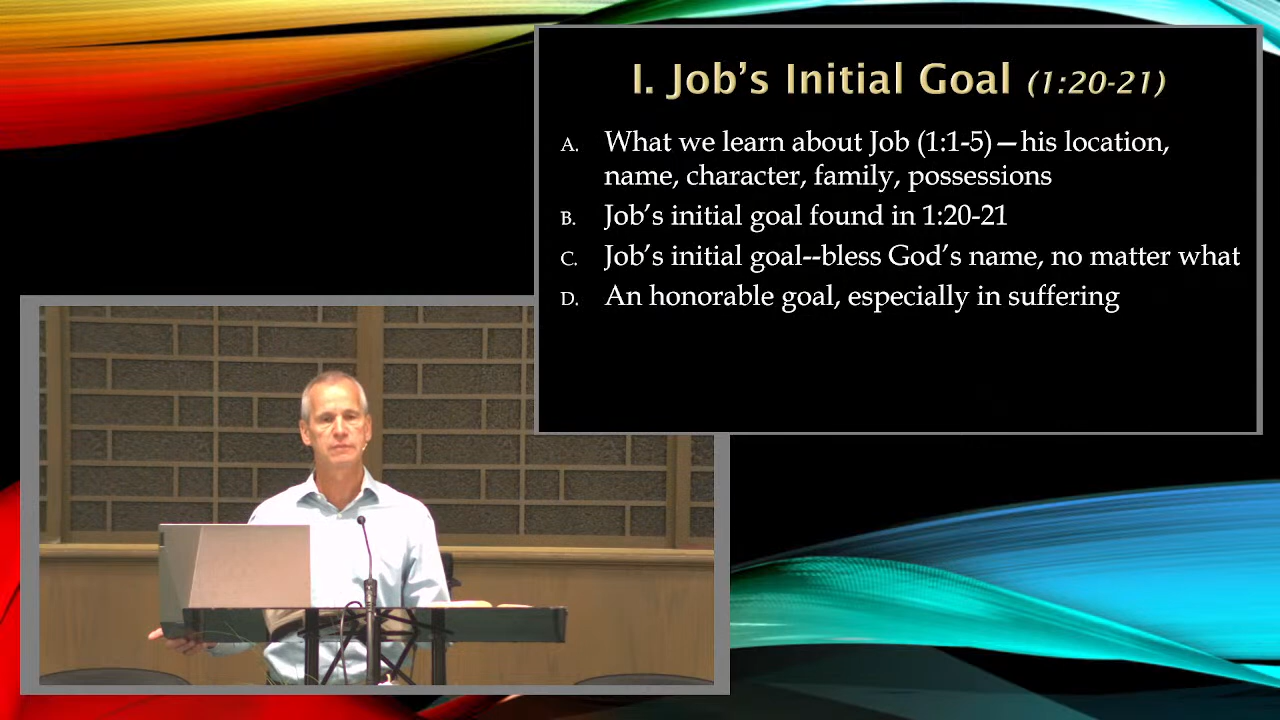 I. Job’s Initial Goal (1:20-21)
A. What we learn about Job (1:1-5)—his location,
name, character, family, possessions
B. Job’s initial goal found in 1:20-21
C. Job’s initial goal--bless God’s name, no matter what
D. An honorable goal, especially in suffering